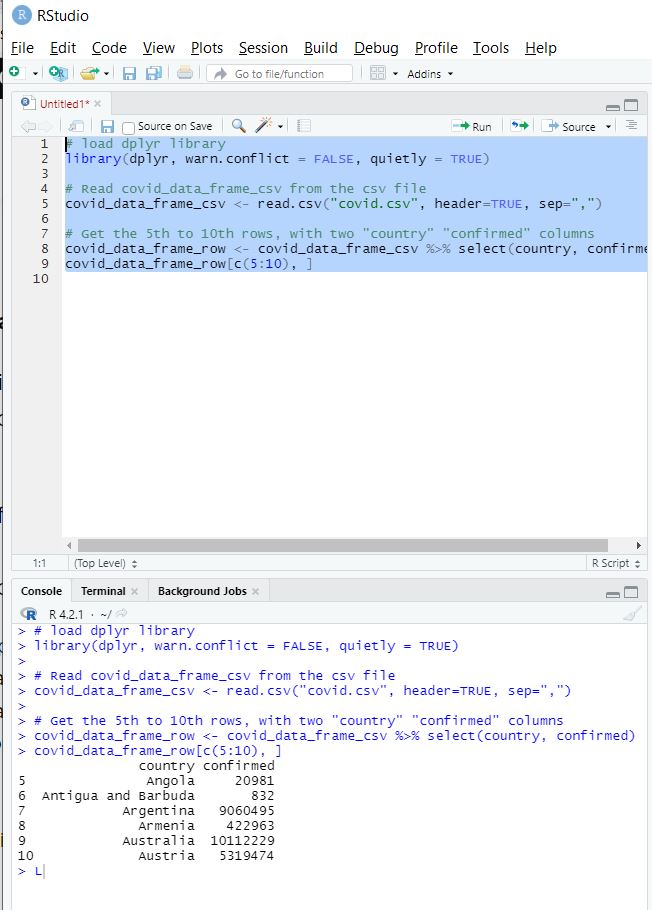 RStudio
File Edit Code View Plots Session Build Debug Profile Tools Help
Go to file/function Addins
Untitled1*
Source on Save Run Source
1 # load dplyr library
2 library(dplyr, warn.conflict = FALSE, quietly = TRUE)
3
4 # Read covid_data_frame_csv from the csv file
5 covid_data_frame_csv <- read.csv("covid.csv", header=TRUE, sep=",")
6
7 # Get the 5th to 10th rows, with two "country" "confirmed" columns
8 covid_data_frame_row <- covid_data_frame_csv %>% select(country, confirme
9 covid_data_frame_row[c(5:10), ]
10
1:1 (Top Level) R Script
Console Terminal Background Jobs
R 4.2.1 · ~/
> # load dplyr library
> library(dplyr, warn.conflict = FALSE, quietly = TRUE)
>
> # Read covid_data_frame_csv from the csv file
> covid_data_frame_csv <- read.csv("covid.csv", header=TRUE, sep=",")
>
> # Get the 5th to 10th rows, with two "country" "confirmed" columns
> covid_data_frame_row <- covid_data_frame_csv %>% select(country, confirmed)
> covid_data_frame_row[c(5:10), ]
country confirmed
5 Angola 20981
6 Antigua and Barbuda 832
7 Argentina 9060495
8 Armenia 422963
9 Australia 10112229
10 Austria 5319474
> L